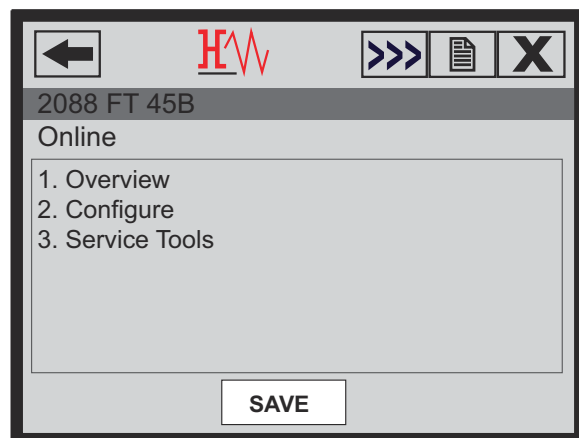 >>> X
2088 FT 45B
Online
1. Overview
2. Configure
3. Service Tools
SAVE